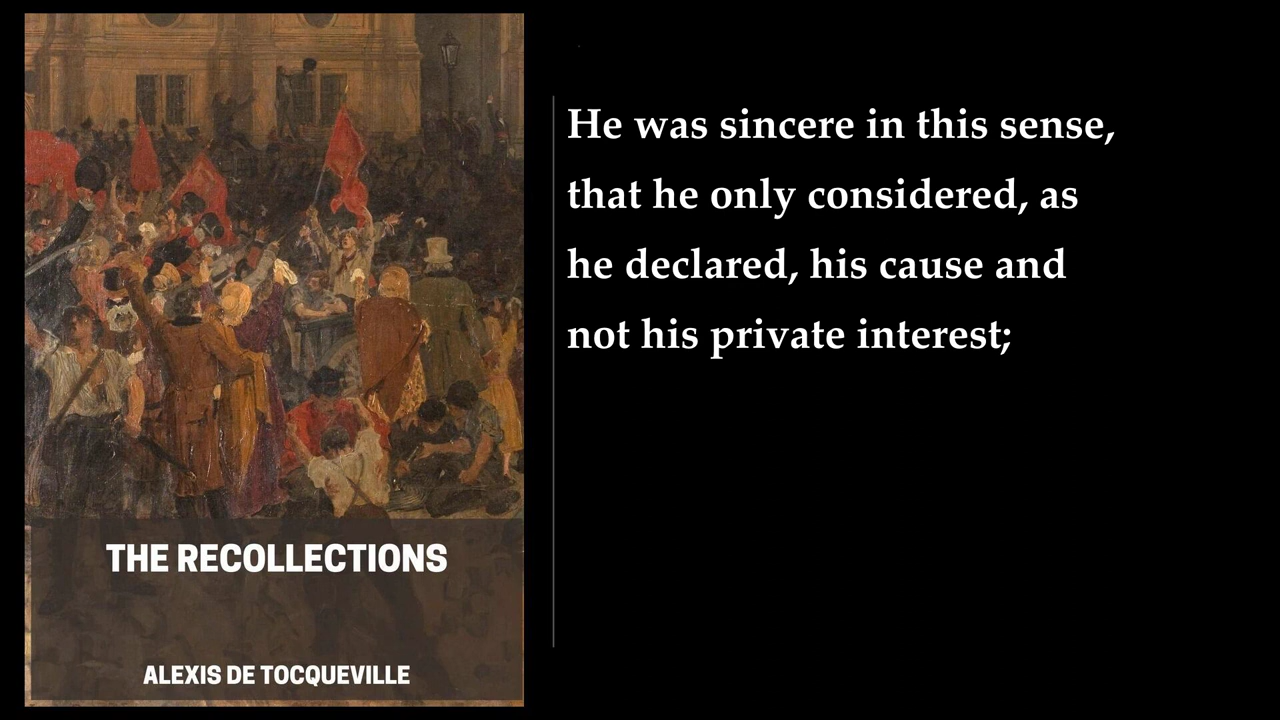 THE RECOLLECTIONS
ALEXIS DE TOCQUEVILLE
He was sincere in this sense,
that he only considered, as
he declared, his cause and
not his private interest;